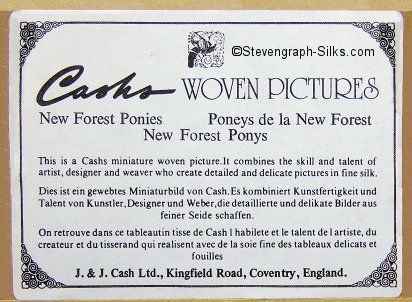 ©Stevengraph-Silks.com
Cashs WOVEN PICTURES
New Forest Ponies Poneys de la New Forest
New Forest Ponys
This is a Cashs miniature woven picture.It combines the skill and talent of
artist, designer and weaver who create detailed and delicate pictures in fine silk.
Dies ist ein gewebtes Miniaturbild von Cash.Es kombiniert Kunstfertigkeit und
Talent von Kunstler,Designer und Weber,die detaillierte und delikate Bilder aus
feiner Seide schaffen.
On retrouve dans ce tableautin tisse de Cash l habilete et le talent de l artiste, du
createur et du tisserand qui realisent avec de la soie fine des tableaux delicats et
fouilles
J. & J. Cash Ltd., Kingfield Road, Coventry, England.